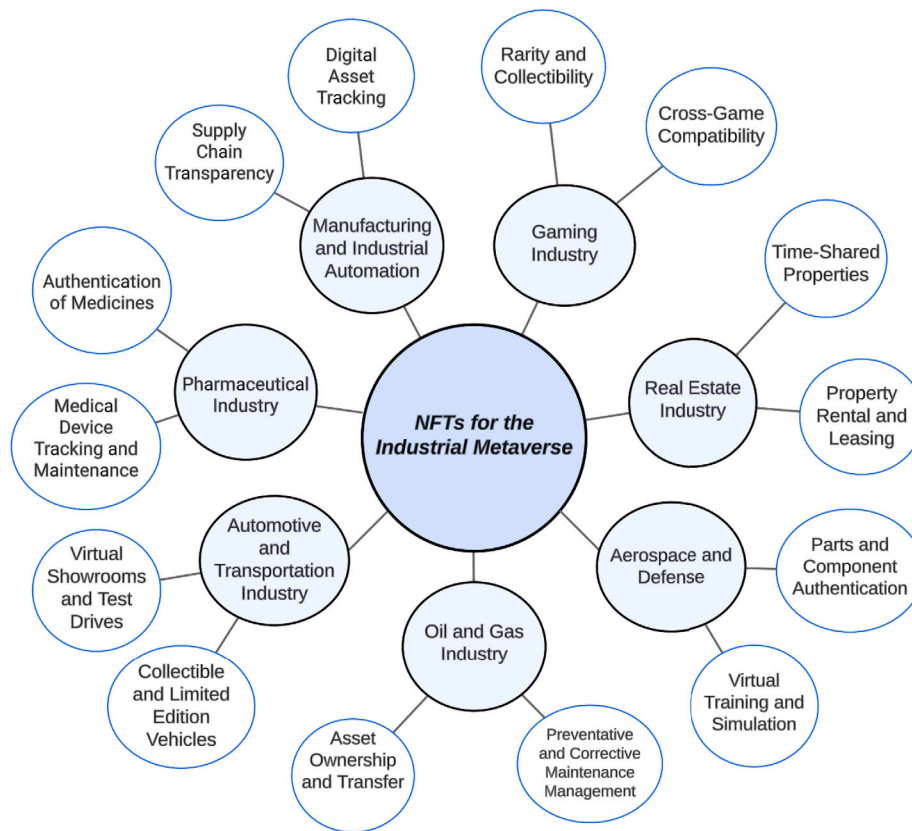 Digital
Asset
Tracking
Rarity and
Collectibility
Cross-Game
Compatibility
Supply
Chain
Transparency
Manufacturing
and Industrial
Automation
Gaming
Industry
Time-Shared
Properties
Authentication
of Medicines
Pharmaceutical
Industry
Real Estate
Industry
Property
Rental and
Leasing
NFTs for the
Industrial Metaverse
Medical
Device
Tracking and
Maintenance
Automotive
and
Transportation
Industry
Virtual
Showrooms
and Test
Drives
Aerospace and
Defense
Parts and
Component
Authentication
Oil and Gas
Industry
Collectible
and Limited
Edition
Vehicles
Virtual
Training and
Simulation
Asset
Ownership
and Transfer
Preventative
and Corrective
Maintenance
Management